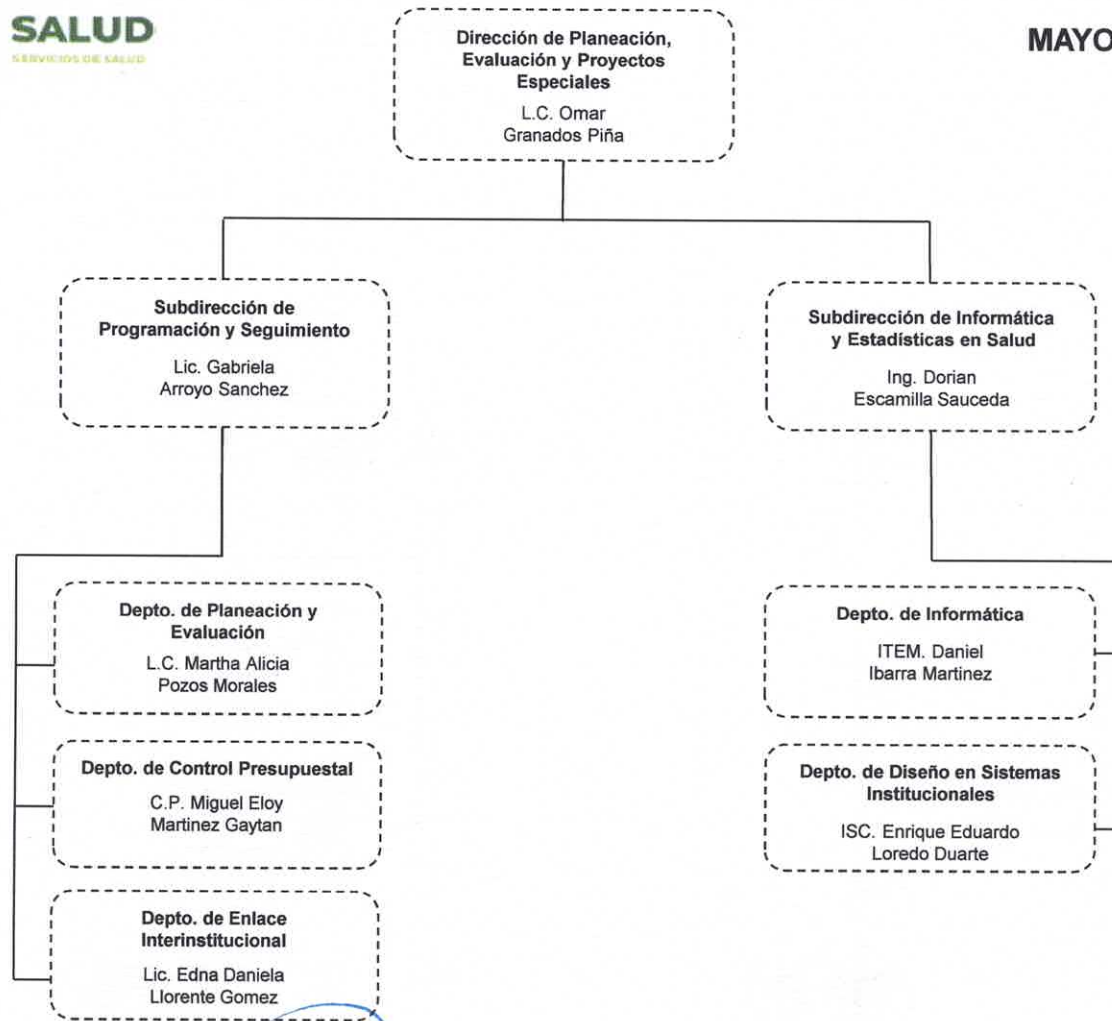 SALUD
SERVICIOS DE SALUD
MAYO
Dirección de Planeación,
Evaluación y Proyectos
Especiales
L.C. Omar
Granados Piña
Subdirección de
Programación y Seguimiento
Lic. Gabriela
Arroyo Sanchez
Subdirección de Informática
y Estadísticas en Salud
Ing. Dorian
Escamilla Sauceda
Depto. de Planeación y
Evaluación
L.C. Martha Alicia
Pozos Morales
Depto. de Control Presupuestal
C.P. Miguel Eloy
Martinez Gaytan
Depto. de Enlace
Interinstitucional
Lic. Edna Daniela
Llorente Gomez
Depto. de Informática
ITEM. Daniel
Ibarra Martinez
Depto. de Diseño en Sistemas
Institucionales
ISC. Enrique Eduardo
Loredo Duarte